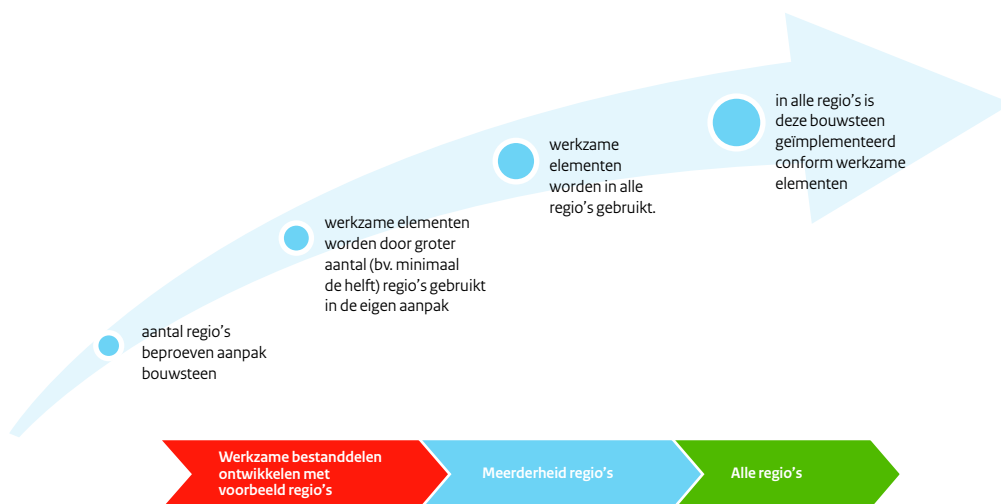 aantal regio's
beproeven aanpak
bouwsteen
werkzame elementen
worden door groter
aantal (bv. minimaal
de helft) regio's gebruikt
in de eigen aanpak
werkzame
elementen
worden in alle
regio's gebruikt.
in alle regio's is
deze bouwsteen
geïmplementeerd
conform werkzame
elementen
Werkzame bestanddelen
ontwikkelen met
voorbeeld regio's
Meerderheid regio's
Alle regio's